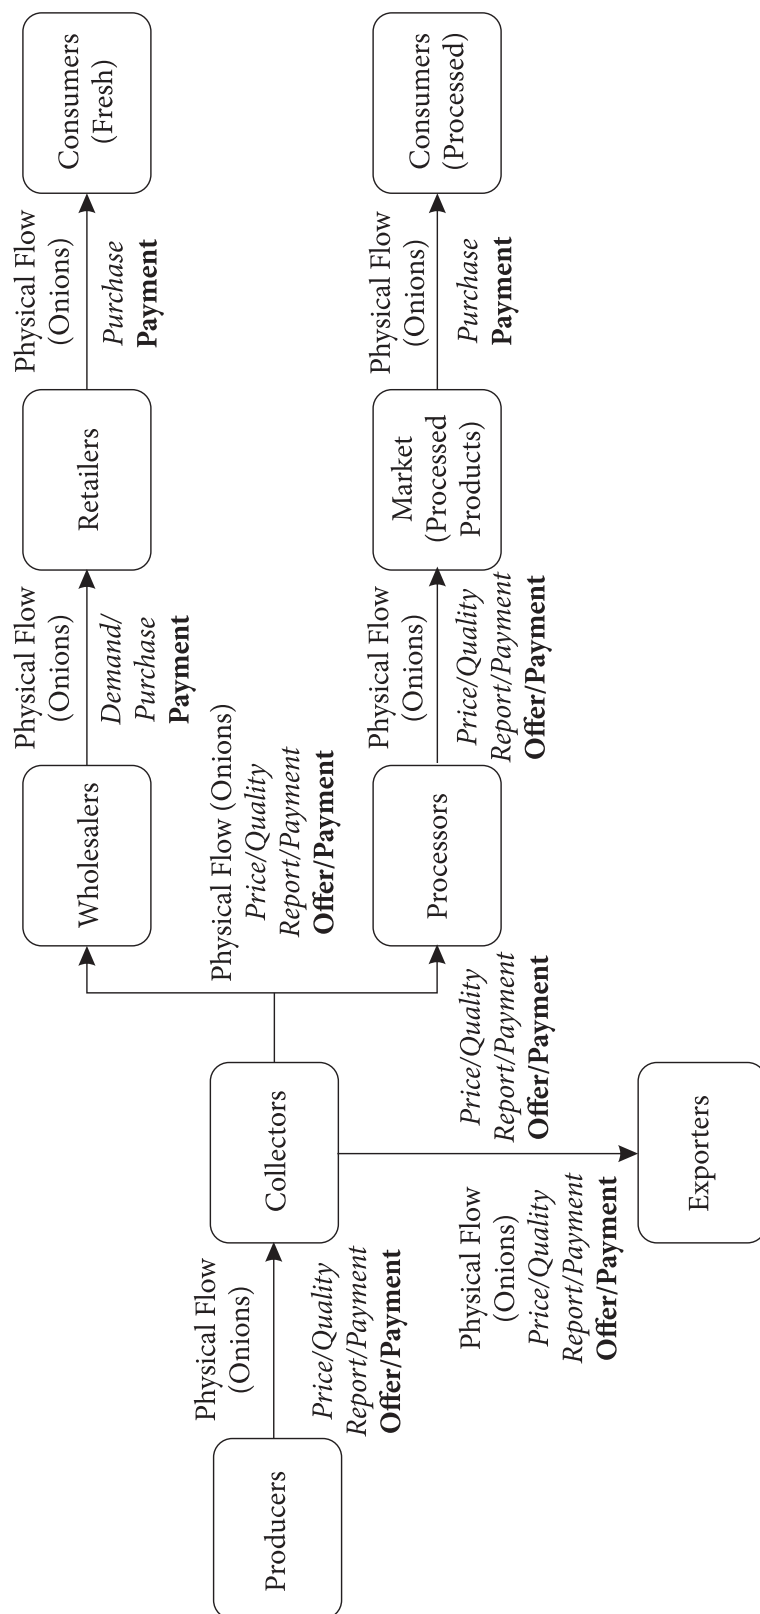 Producers
Physical Flow
(Onions)
Price/Quality
Report/Payment
Offer/Payment
Collectors
Physical Flow
(Onions)
Price/Quality
Report/Payment
Offer/Payment
Exporters
Price/Quality
Report/Payment
Offer/Payment
Physical Flow (Onions)
Price/Quality
Report/Payment
Offer/Payment
Wholesalers
Physical Flow
(Onions)
Demand/
Purchase
Payment
Retailers
Physical Flow
(Onions)
Purchase
Payment
Consumers
(Fresh)
Processors
Physical Flow
(Onions)
Price/Quality
Report/Payment
Offer/Payment
Market
(Processed
Products)
Physical Flow
(Onions)
Purchase
Payment
Consumers
(Processed)